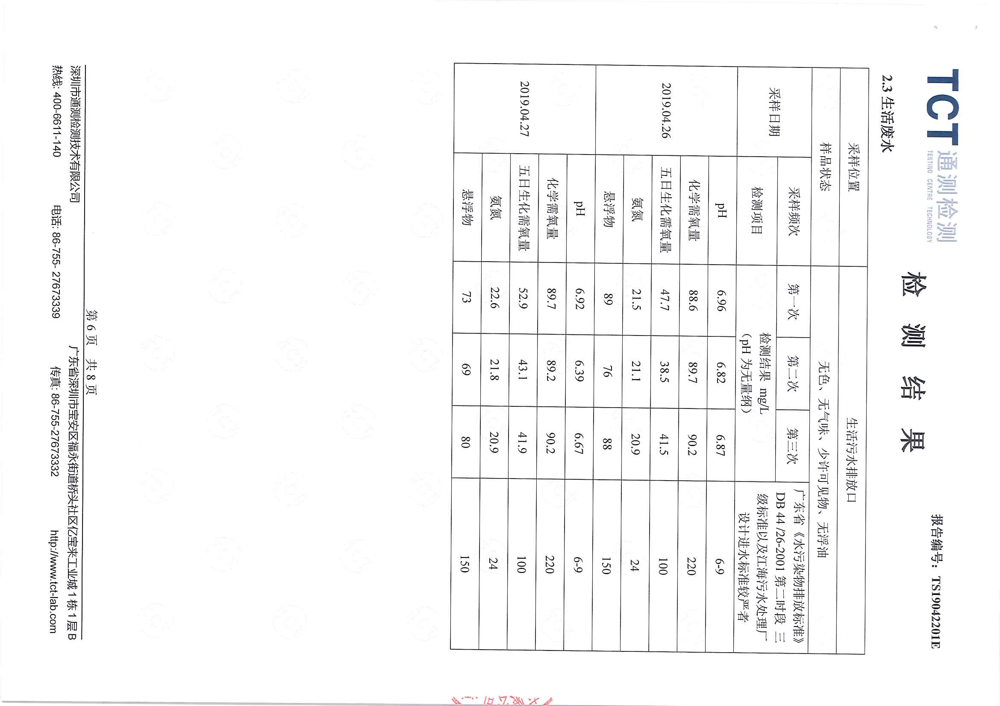 TCT 通测检测
TESTING CENTRE TECHNOLOGY
报告编号：TS19042201E
检 测 结 果
2.3 生活废水
采样位置 生活污水排放口
样品状态 无色、无气味、少许可见物、无浮油
采样日期 采样频次 第一次 第二次 第三次 广东省《水污染物排放标准》
DB 44 /26-2001 第二时段 三
级标准以及江海污水处理厂
设计进水标准较严者
检测项目 检测结果 mg/L
（pH 为无量纲）
2019.04.26 pH 6.96 6.82 6.87 6-9
化学需氧量 88.6 89.7 90.2 220
五日生化需氧量 47.7 38.5 41.5 100
氨氮 21.5 21.1 20.9 24
悬浮物 89 76 88 150
2019.04.27 pH 6.92 6.39 6.67 6-9
化学需氧量 89.7 89.2 90.2 220
五日生化需氧量 52.9 43.1 41.9 100
氨氮 22.6 21.8 20.9 24
悬浮物 73 69 80 150
第 6 页 共 8 页
深圳市通测检测技术有限公司 广东省深圳市宝安区福永街道桥头社区亿宝来工业城 1 栋 1 层 B
热线: 400-6611-140 电话: 86-755- 27673339 传真: 86-755-27673332 http://www.tct-lab.com